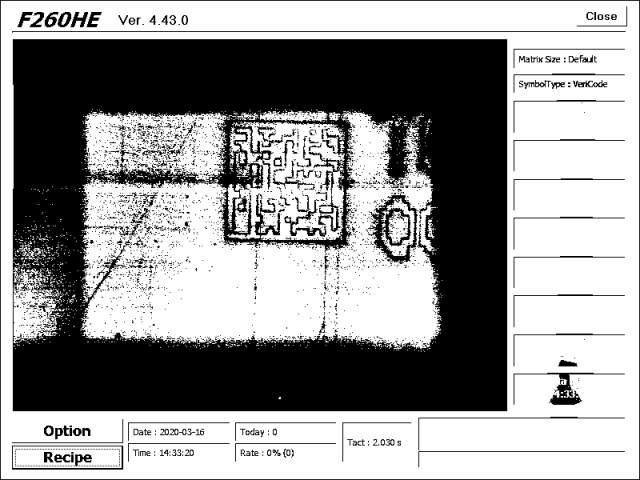 F260HE Ver. 4.43.0
Close
Matrix Size : Default
SymbolType : VeriCode
Option
Recipe
Date : 2020-03-16
Time : 14:33:20
Today : 0
Rate : 0% (0)
Tact : 2.030 s